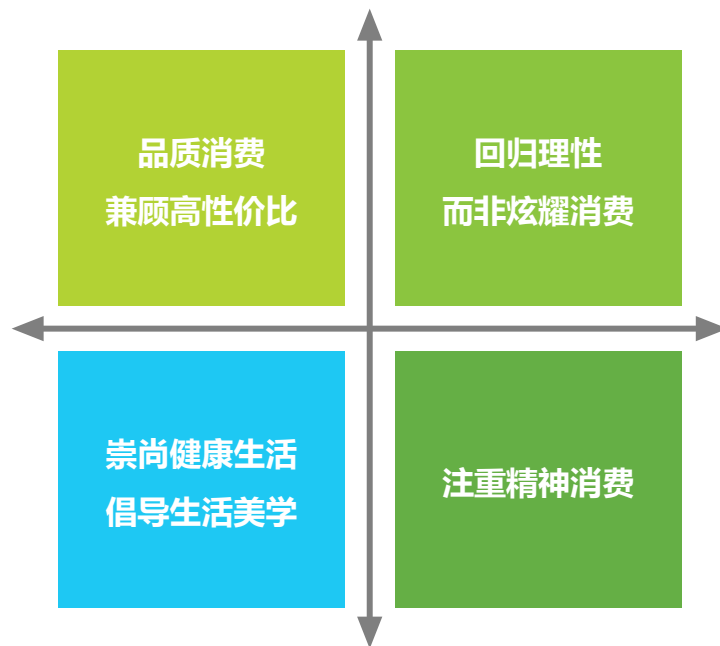 品质消费
兼顾高性价比
回归理性
而非炫耀消费
崇尚健康生活
倡导生活美学
注重精神消费